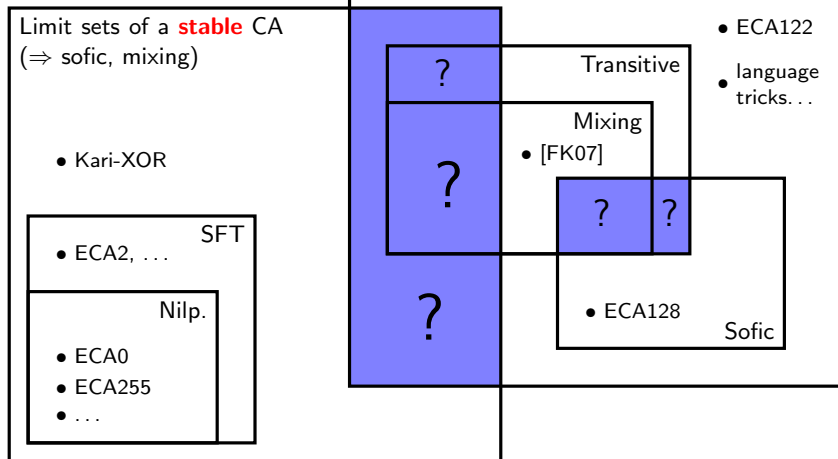 Limit sets of a stable CA
(⇒ sofic, mixing)
• Kari-XOR
SFT
• ECA2, ...
Nilp.
• ECA0
• ECA255
• ...
?
?
?
Transitive
Mixing
• [FK07]
? ?
• ECA128
Sofic
• ECA122
• language
tricks...